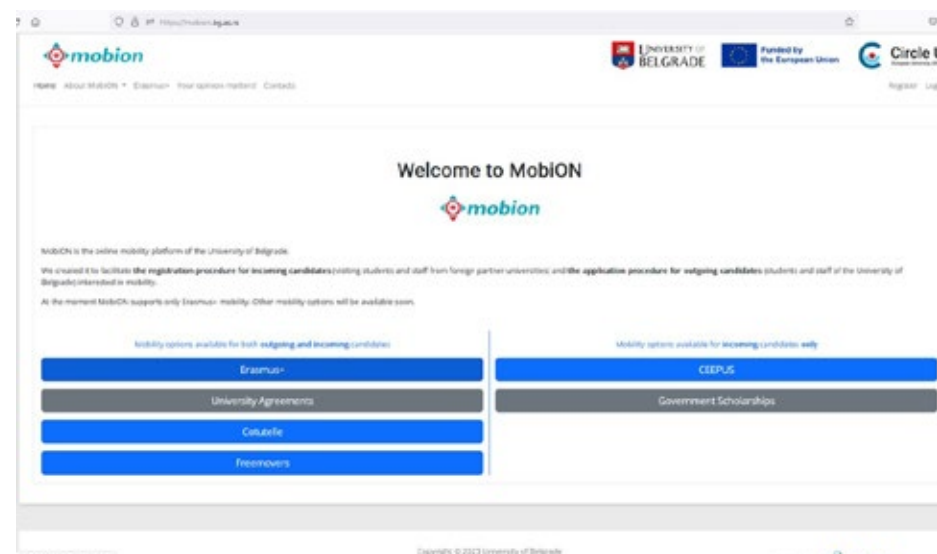 mobion
UNIVERSITY OF
BELGRADE
Funded by
the European Union
Circle U
Home About MobiON Erasmus+ Your opinion matters! Contacts
Register Log
Welcome to MobiON
mobion
MobiON is the online mobility platform of the University of Belgrade.
We created it to facilitate the registration procedure for incoming candidates (visiting students and staff from foreign partner universities) and the application procedure for outgoing candidates (students and staff of the University of
Belgrade) interested in mobility.
At the moment MobiON supports only Erasmus+ mobility. Other mobility options will be available soon.
Mobility options available for both outgoing and incoming candidates
Mobility options available for incoming candidates only
Erasmus+
CEEPUS
University Agreements
Government Scholarships
Cotutelle
Freemovers
Copyright © 2023 University of Belgrade